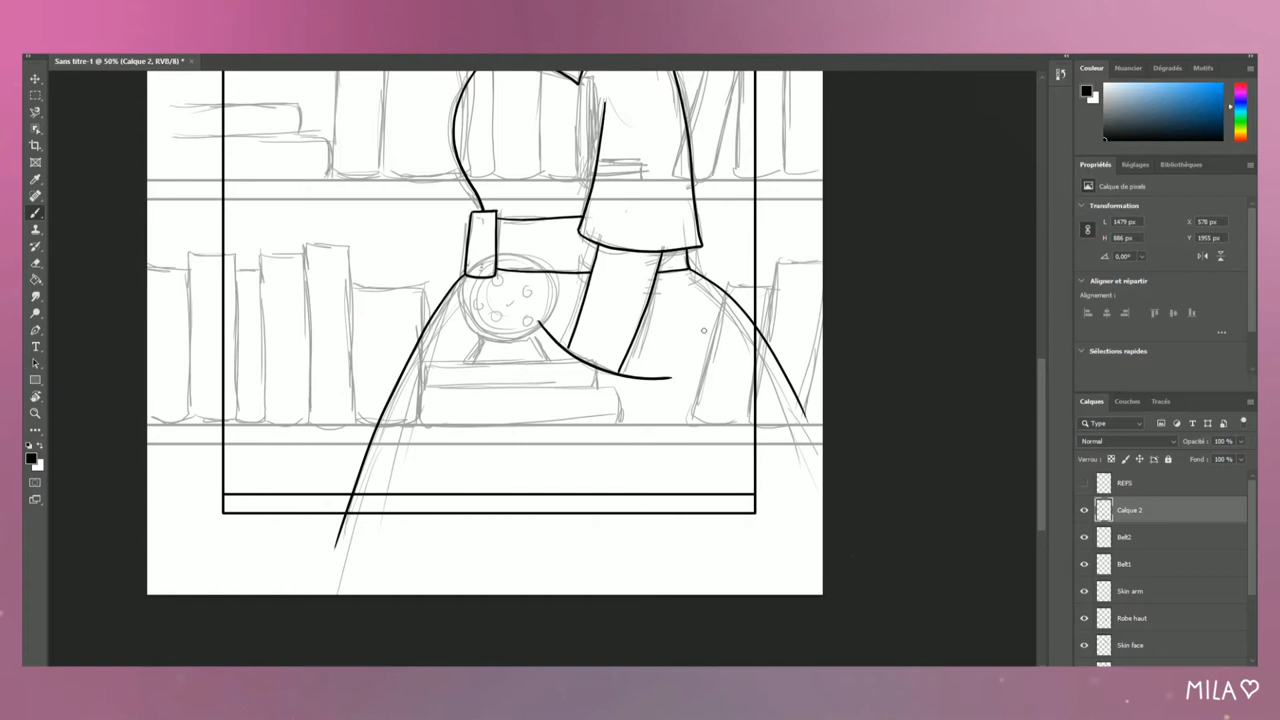 Sans titre-1 @ 50% (Calque 2, RVB/8) * ×
Couleur Nuancier Dégradés Motifs
Propriétés Réglages Bibliothèques
Calque de pixels
Transformation
L 1479 px X 578 px
H 886 px Y 1955 px
0,00°
Aligner et répartir
Alignement :
Sélections rapides
Calques Couches Tracés
Type
Normal Opacité : 100 %
Verrou : Fond : 100 %
REFS
Calque 2
Belt2
Belt1
Skin arm
Robe haut
Skin face
MILA